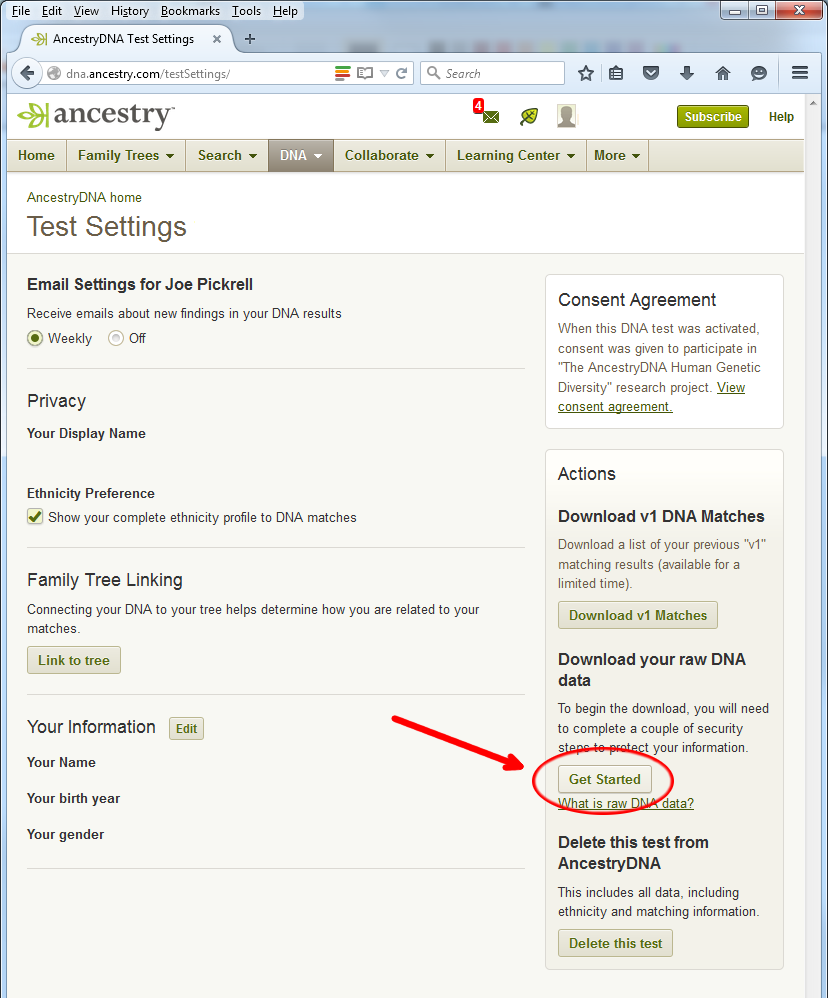 File Edit View History Bookmarks Tools Help
AncestryDNA Test Settings
dna.ancestry.com/testSettings/
Search
ancestry™
4
Subscribe
Help
Home
Family Trees
Search
DNA
Collaborate
Learning Center
More
AncestryDNA home
Test Settings
Email Settings for Joe Pickrell
Receive emails about new findings in your DNA results
Weekly
Off
Privacy
Your Display Name
Ethnicity Preference
Show your complete ethnicity profile to DNA matches
Family Tree Linking
Connecting your DNA to your tree helps determine how you are related to your
matches.
Link to tree
Your Information
Edit
Your Name
Your birth year
Your gender
Consent Agreement
When this DNA test was activated,
consent was given to participate in
"The AncestryDNA Human Genetic
Diversity" research project. View
consent agreement.
Actions
Download v1 DNA Matches
Download a list of your previous "v1"
matching results (available for a
limited time).
Download v1 Matches
Download your raw DNA
data
To begin the download, you will need
to complete a couple of security
steps to protect your information.
Get Started
What is raw DNA data?
Delete this test from
AncestryDNA
This includes all data, including
ethnicity and matching information.
Delete this test